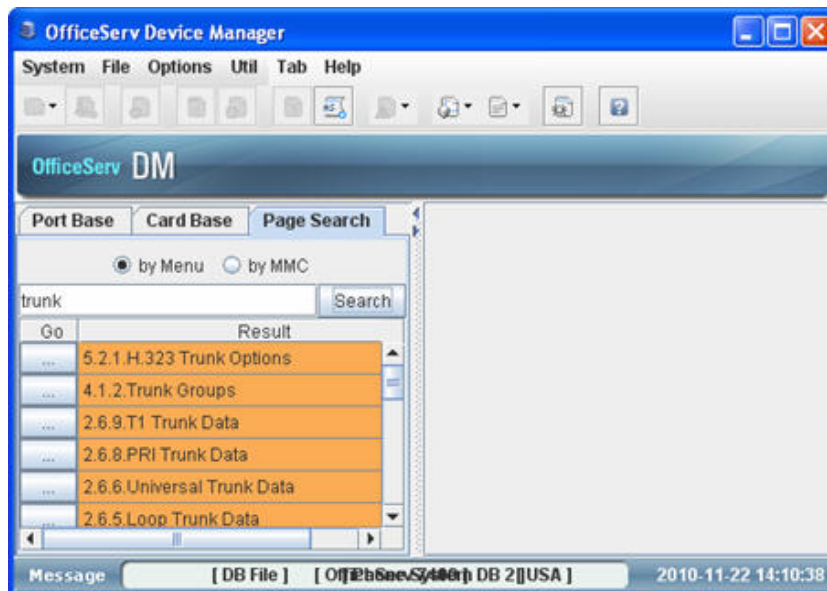 OfficeServ Device Manager
System File Options Util Tab Help
OfficeServ DM
Port Base Card Base Page Search
by Menu by MMC
trunk Search
Go Result
... 5.2.1.H.323 Trunk Options
... 4.1.2.Trunk Groups
... 2.6.9.T1 Trunk Data
... 2.6.8.PRI Trunk Data
... 2.6.6.Universal Trunk Data
... 2.6.5.Loop Trunk Data
Message [ DB File ] [ DB 2 USA ] 2010-11-22 14:10:38